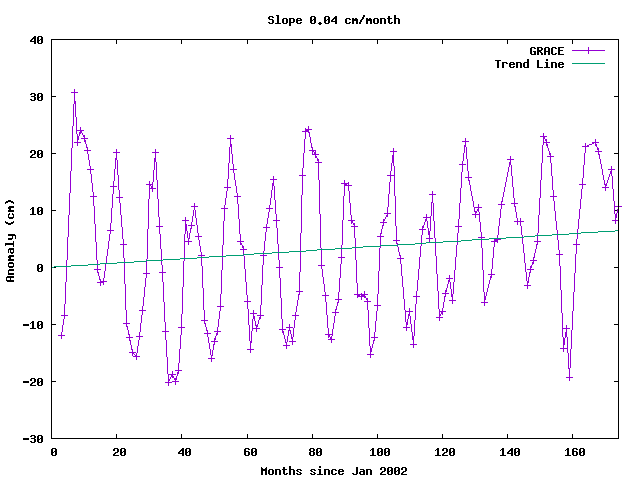 Slope 0.04 cm/month
GRACE
Trend Line
Anomaly (cm)
40
30
20
10
0
-10
-20
-30
0 20 40 60 80 100 120 140 160
Months since Jan 2002